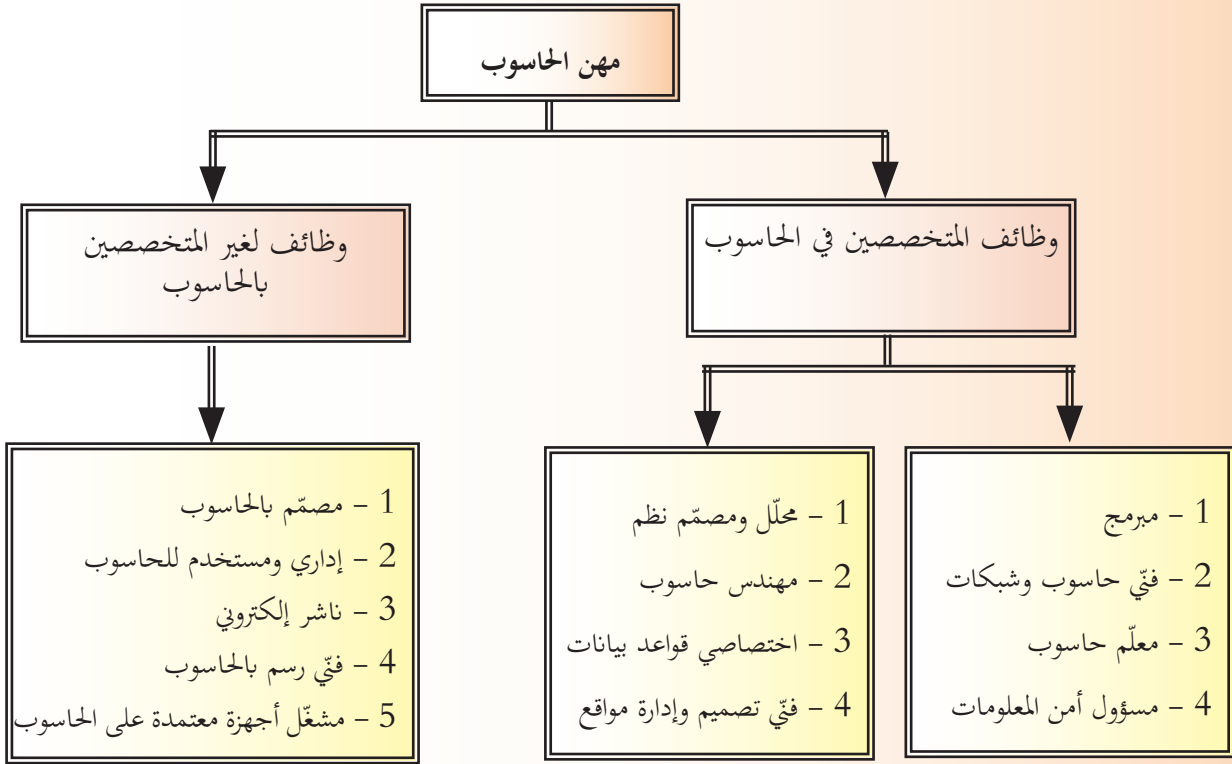 مهن الحاسوب
وظائف المتخصصين في الحاسوب
1 – مبرمج
2 – فنّي حاسوب وشبكات
3 – معلّم حاسوب
4 – مسؤول أمن المعلومات
1 – محلّل ومصمّم نظم
2 – مهندس حاسوب
3 – اختصاصي قواعد بيانات
4 – فنّي تصميم وإدارة مواقع
وظائف لغير المتخصصين
بالحاسوب
1 – مصمّم بالحاسوب
2 – إداري ومستخدم للحاسوب
3 – ناشر إلكتروني
4 – فنّي رسم بالحاسوب
5 – مشغّل أجهزة معتمدة على الحاسوب